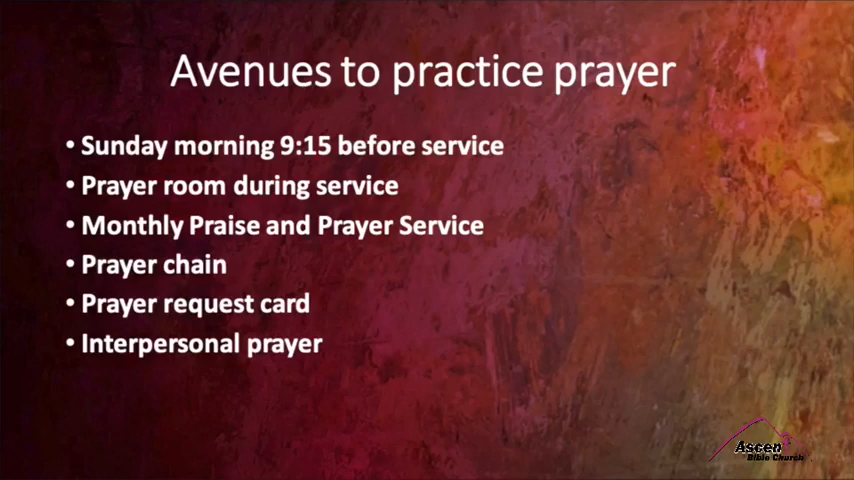 Avenues to practice prayer
• Sunday morning 9:15 before service
• Prayer room during service
• Monthly Praise and Prayer Service
• Prayer chain
• Prayer request card
• Interpersonal prayer
Ascen
Bible Church